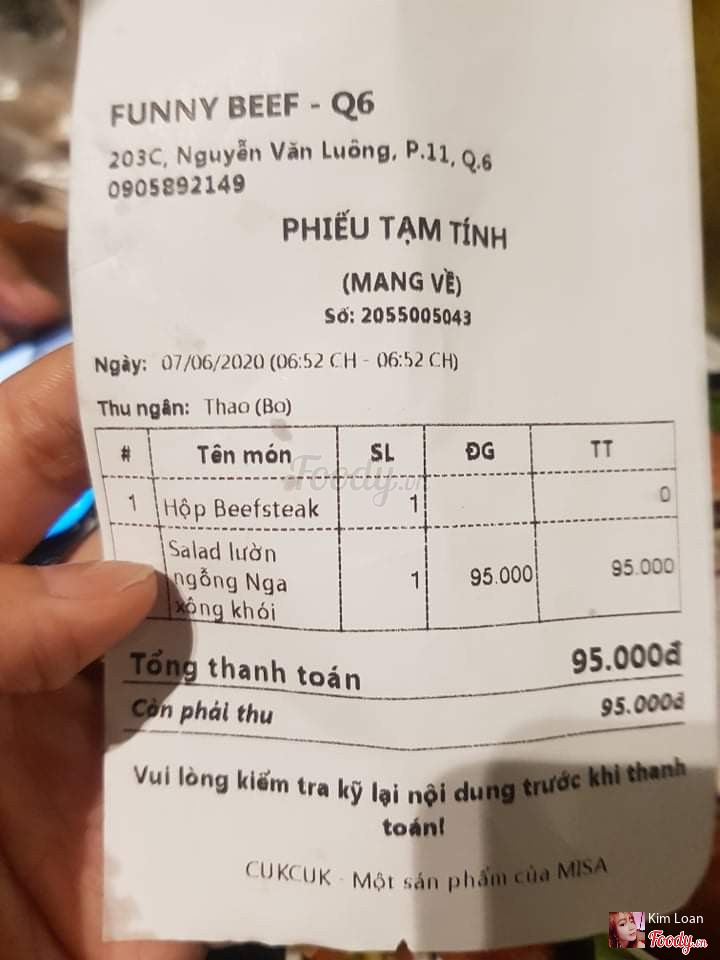 FUNNY BEEF - Q6
203C, Nguyễn Văn Luông, P.11, Q.6
0905892149
PHIẾU TẠM TÍNH
(MANG VỀ)
Số: 2055005043
Ngày: 07/06/2020 (06:52 CH - 06:52 CH)
Thu ngân: Thao (Bo)
# Tên món SL ĐG TT
1 Hộp Beefsteak 1 0
Salad lườn
ngỗng Nga
xông khói 1 95.000 95.000
Tổng thanh toán 95.000đ
Còn phải thu 95.000đ
Vui lòng kiểm tra kỹ lại nội dung trước khi thanh
toán!
CUKCUK - Một sản phẩm của MISA
Foody.vn
Kim Loan
Foody.vn